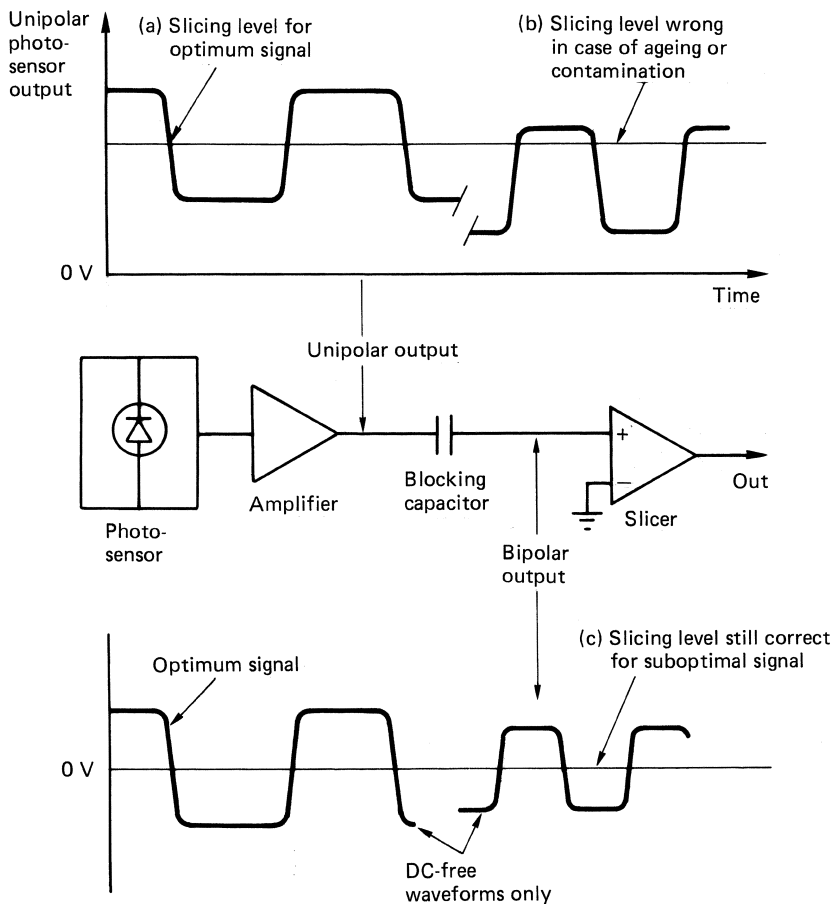 Unipolar
photo-
sensor
output
(a) Slicing level for
optimum signal
(b) Slicing level wrong
in case of ageing or
contamination
0 V
Time
Unipolar output
+
−
Amplifier
Blocking
capacitor
Out
Slicer
Photo-
sensor
Bipolar
output
(c) Slicing level still correct
for suboptimal signal
Optimum signal
0 V
DC-free
waveforms only